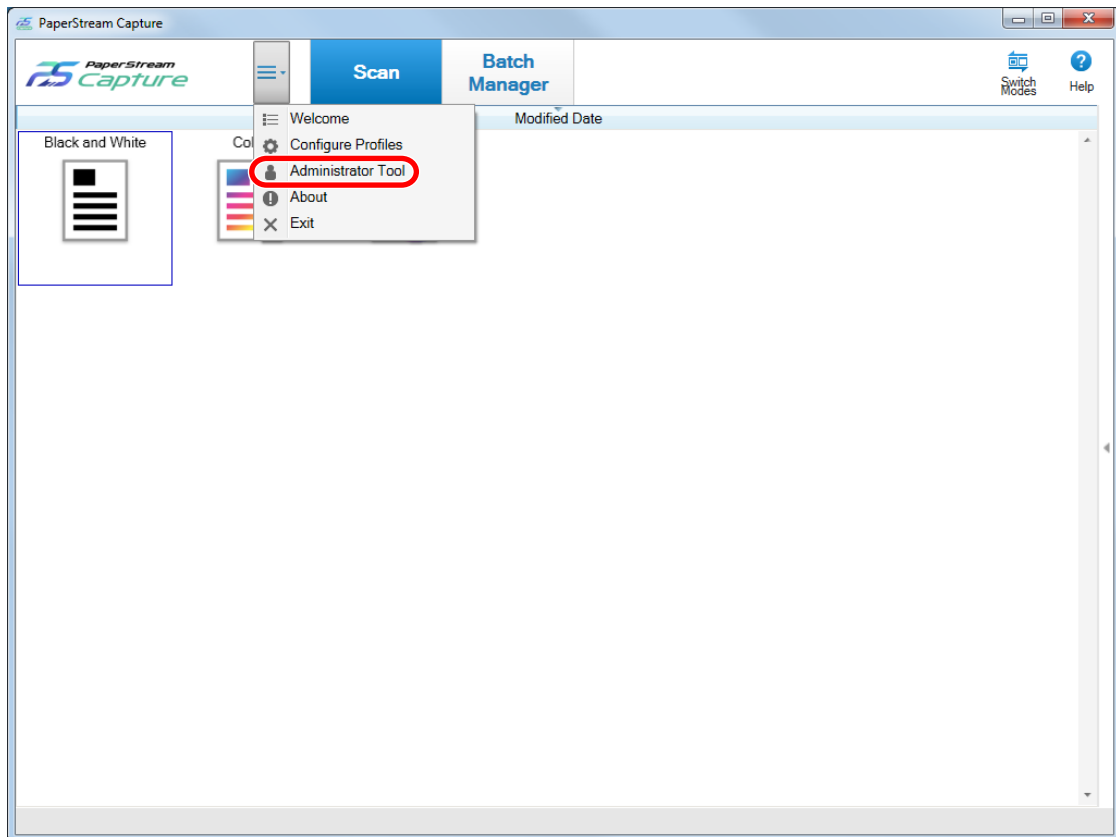 PaperStream Capture
PaperStream
Capture
Scan
Batch
Manager
Switch
Modes
Help
Modified Date
Welcome
Configure Profiles
Administrator Tool
About
Exit
Black and White